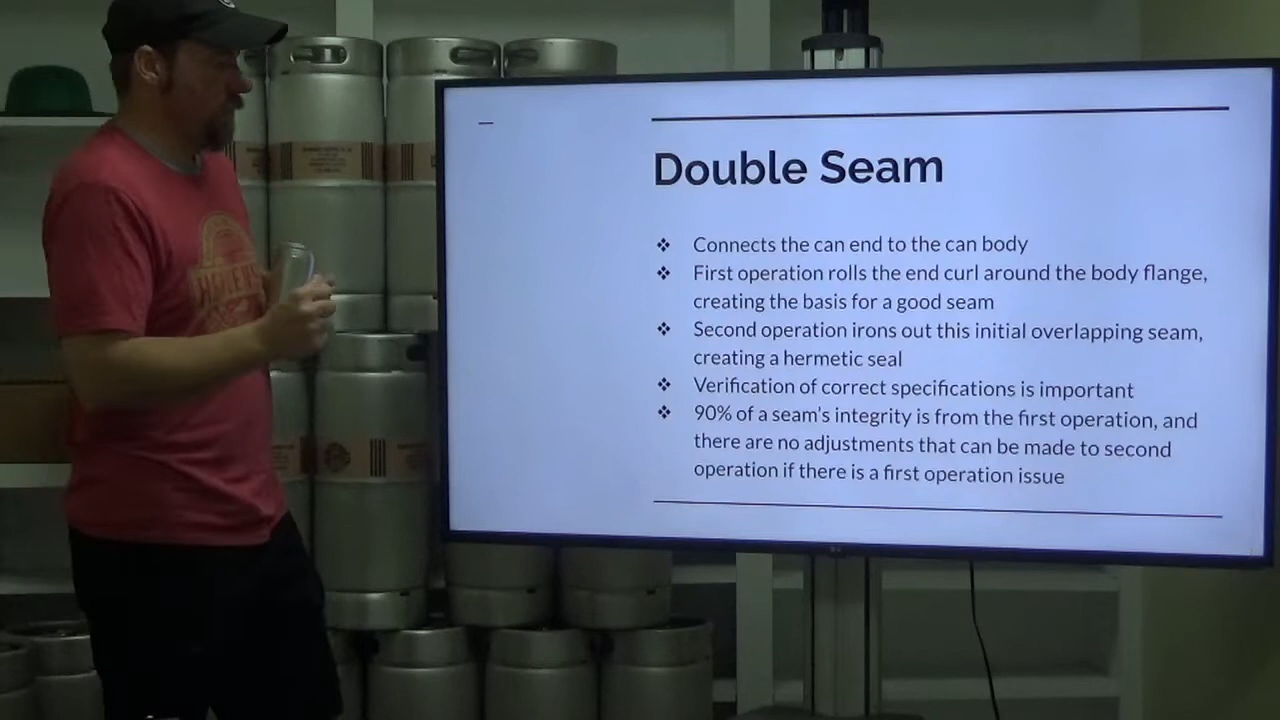 Double Seam
❖ Connects the can end to the can body
❖ First operation rolls the end curl around the body flange,
creating the basis for a good seam
❖ Second operation irons out this initial overlapping seam,
creating a hermetic seal
❖ Verification of correct specifications is important
❖ 90% of a seam's integrity is from the first operation, and
there are no adjustments that can be made to second
operation if there is a first operation issue